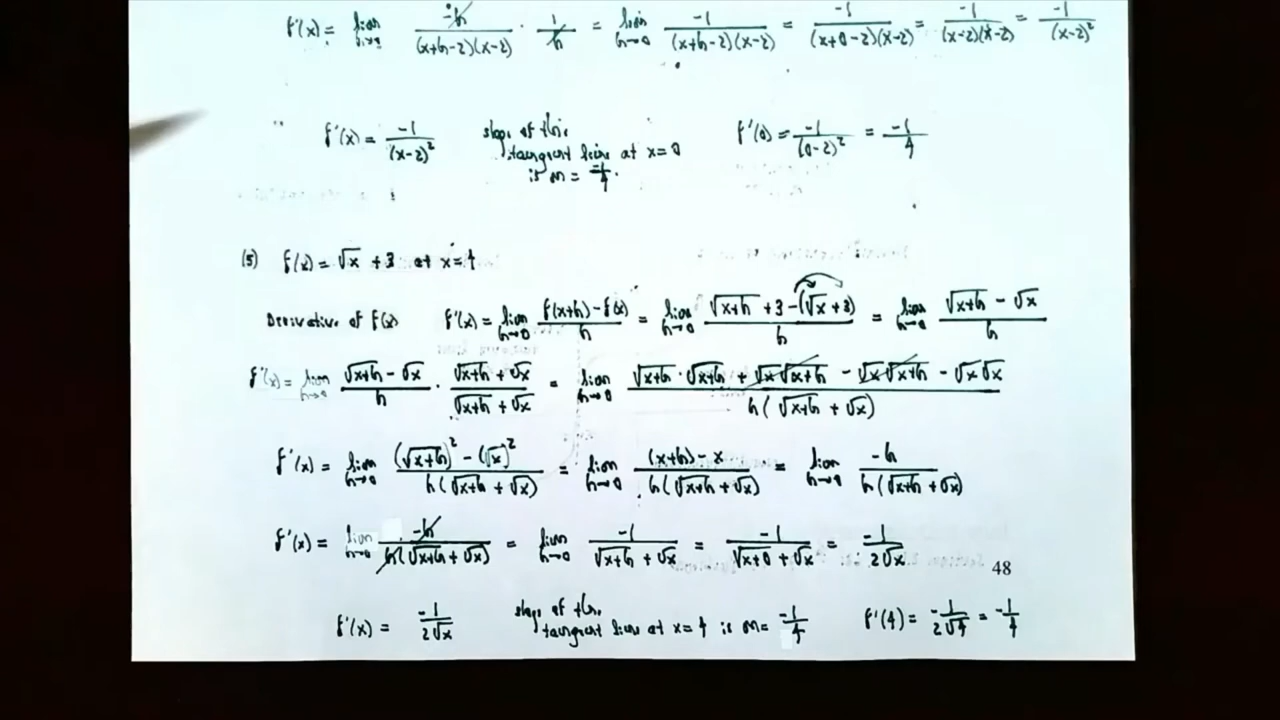 f'(x) = lim h→0 -h/((x+h-2)(x-2)) · 1/h = lim h→0 -1/((x+h-2)(x-2)) = -1/((x+0-2)(x-2)) = -1/((x-2)(x-2)) = -1/(x-2)²
f'(x) = -1/(x-2)² slope of the tangent line at x=0 is m = -1/4. f'(0) = -1/(0-2)² = -1/4
(5) f(x) = √x + 3 at x=4
Derivative of f(x) f'(x) = lim h→0 (f(x+h) - f(x))/h = lim h→0 (√(x+h) + 3 - (√x + 3))/h = lim h→0 (√(x+h) - √x)/h
f'(x) = lim h→0 (√(x+h) - √x)/h · (√(x+h) + √x)/(√(x+h) + √x) = lim h→0 (√(x+h) · √(x+h) + √x √(x+h) - √x √(x+h) - √x √x)/(h(√(x+h) + √x))
f'(x) = lim h→0 ((√(x+h))² - (√x)²)/(h(√(x+h) + √x)) = lim h→0 ((x+h) - x)/(h(√(x+h) + √x)) = lim h→0 -h/(h(√(x+h) + √x))
f'(x) = lim h→0 -h/(h(√(x+h) + √x)) = lim h→0 -1/(√(x+h) + √x) = -1/(√(x+0) + √x) = -1/(2√x)
48
f'(x) = -1/(2√x) slope of the tangent line at x=4 is m = -1/4 f'(4) = -1/(2√4) = -1/4